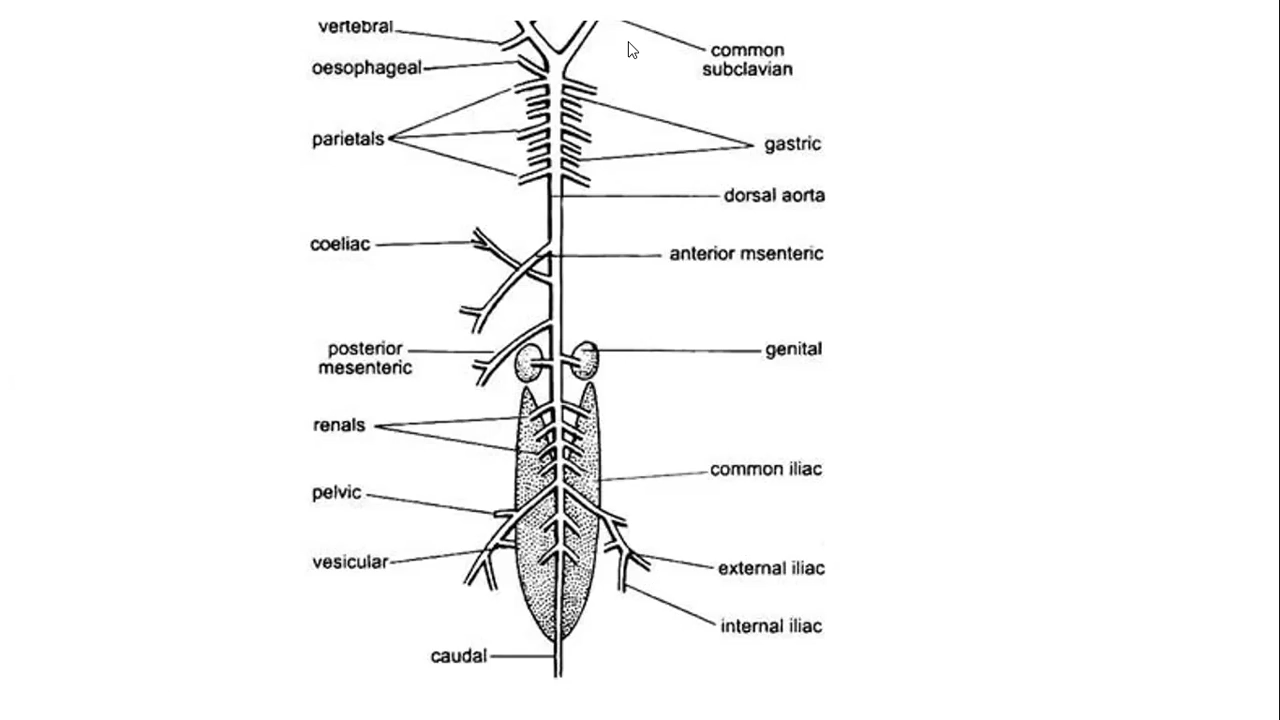 vertebral
common
subclavian
oesophageal
parietals
gastric
dorsal aorta
coeliac
anterior msenteric
posterior
mesenteric
genital
renals
common iliac
pelvic
vesicular
external iliac
internal iliac
caudal